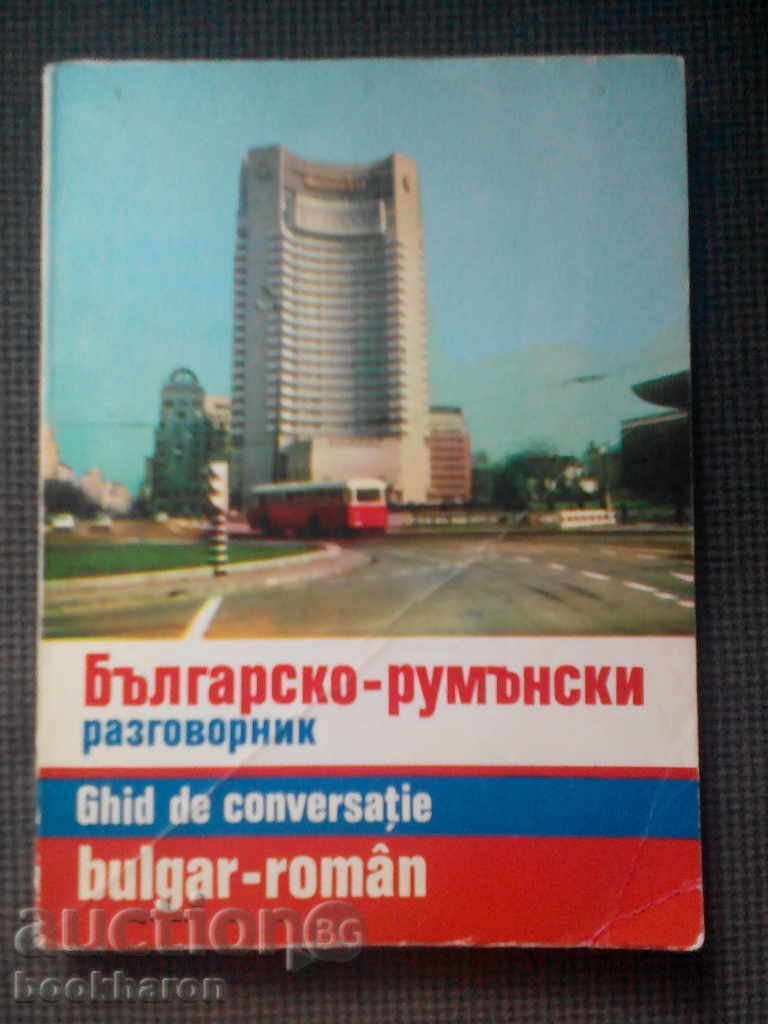 Българско-румънски
разговорник
Ghid de conversaţie
bulgar-român
auction BG
bookharon